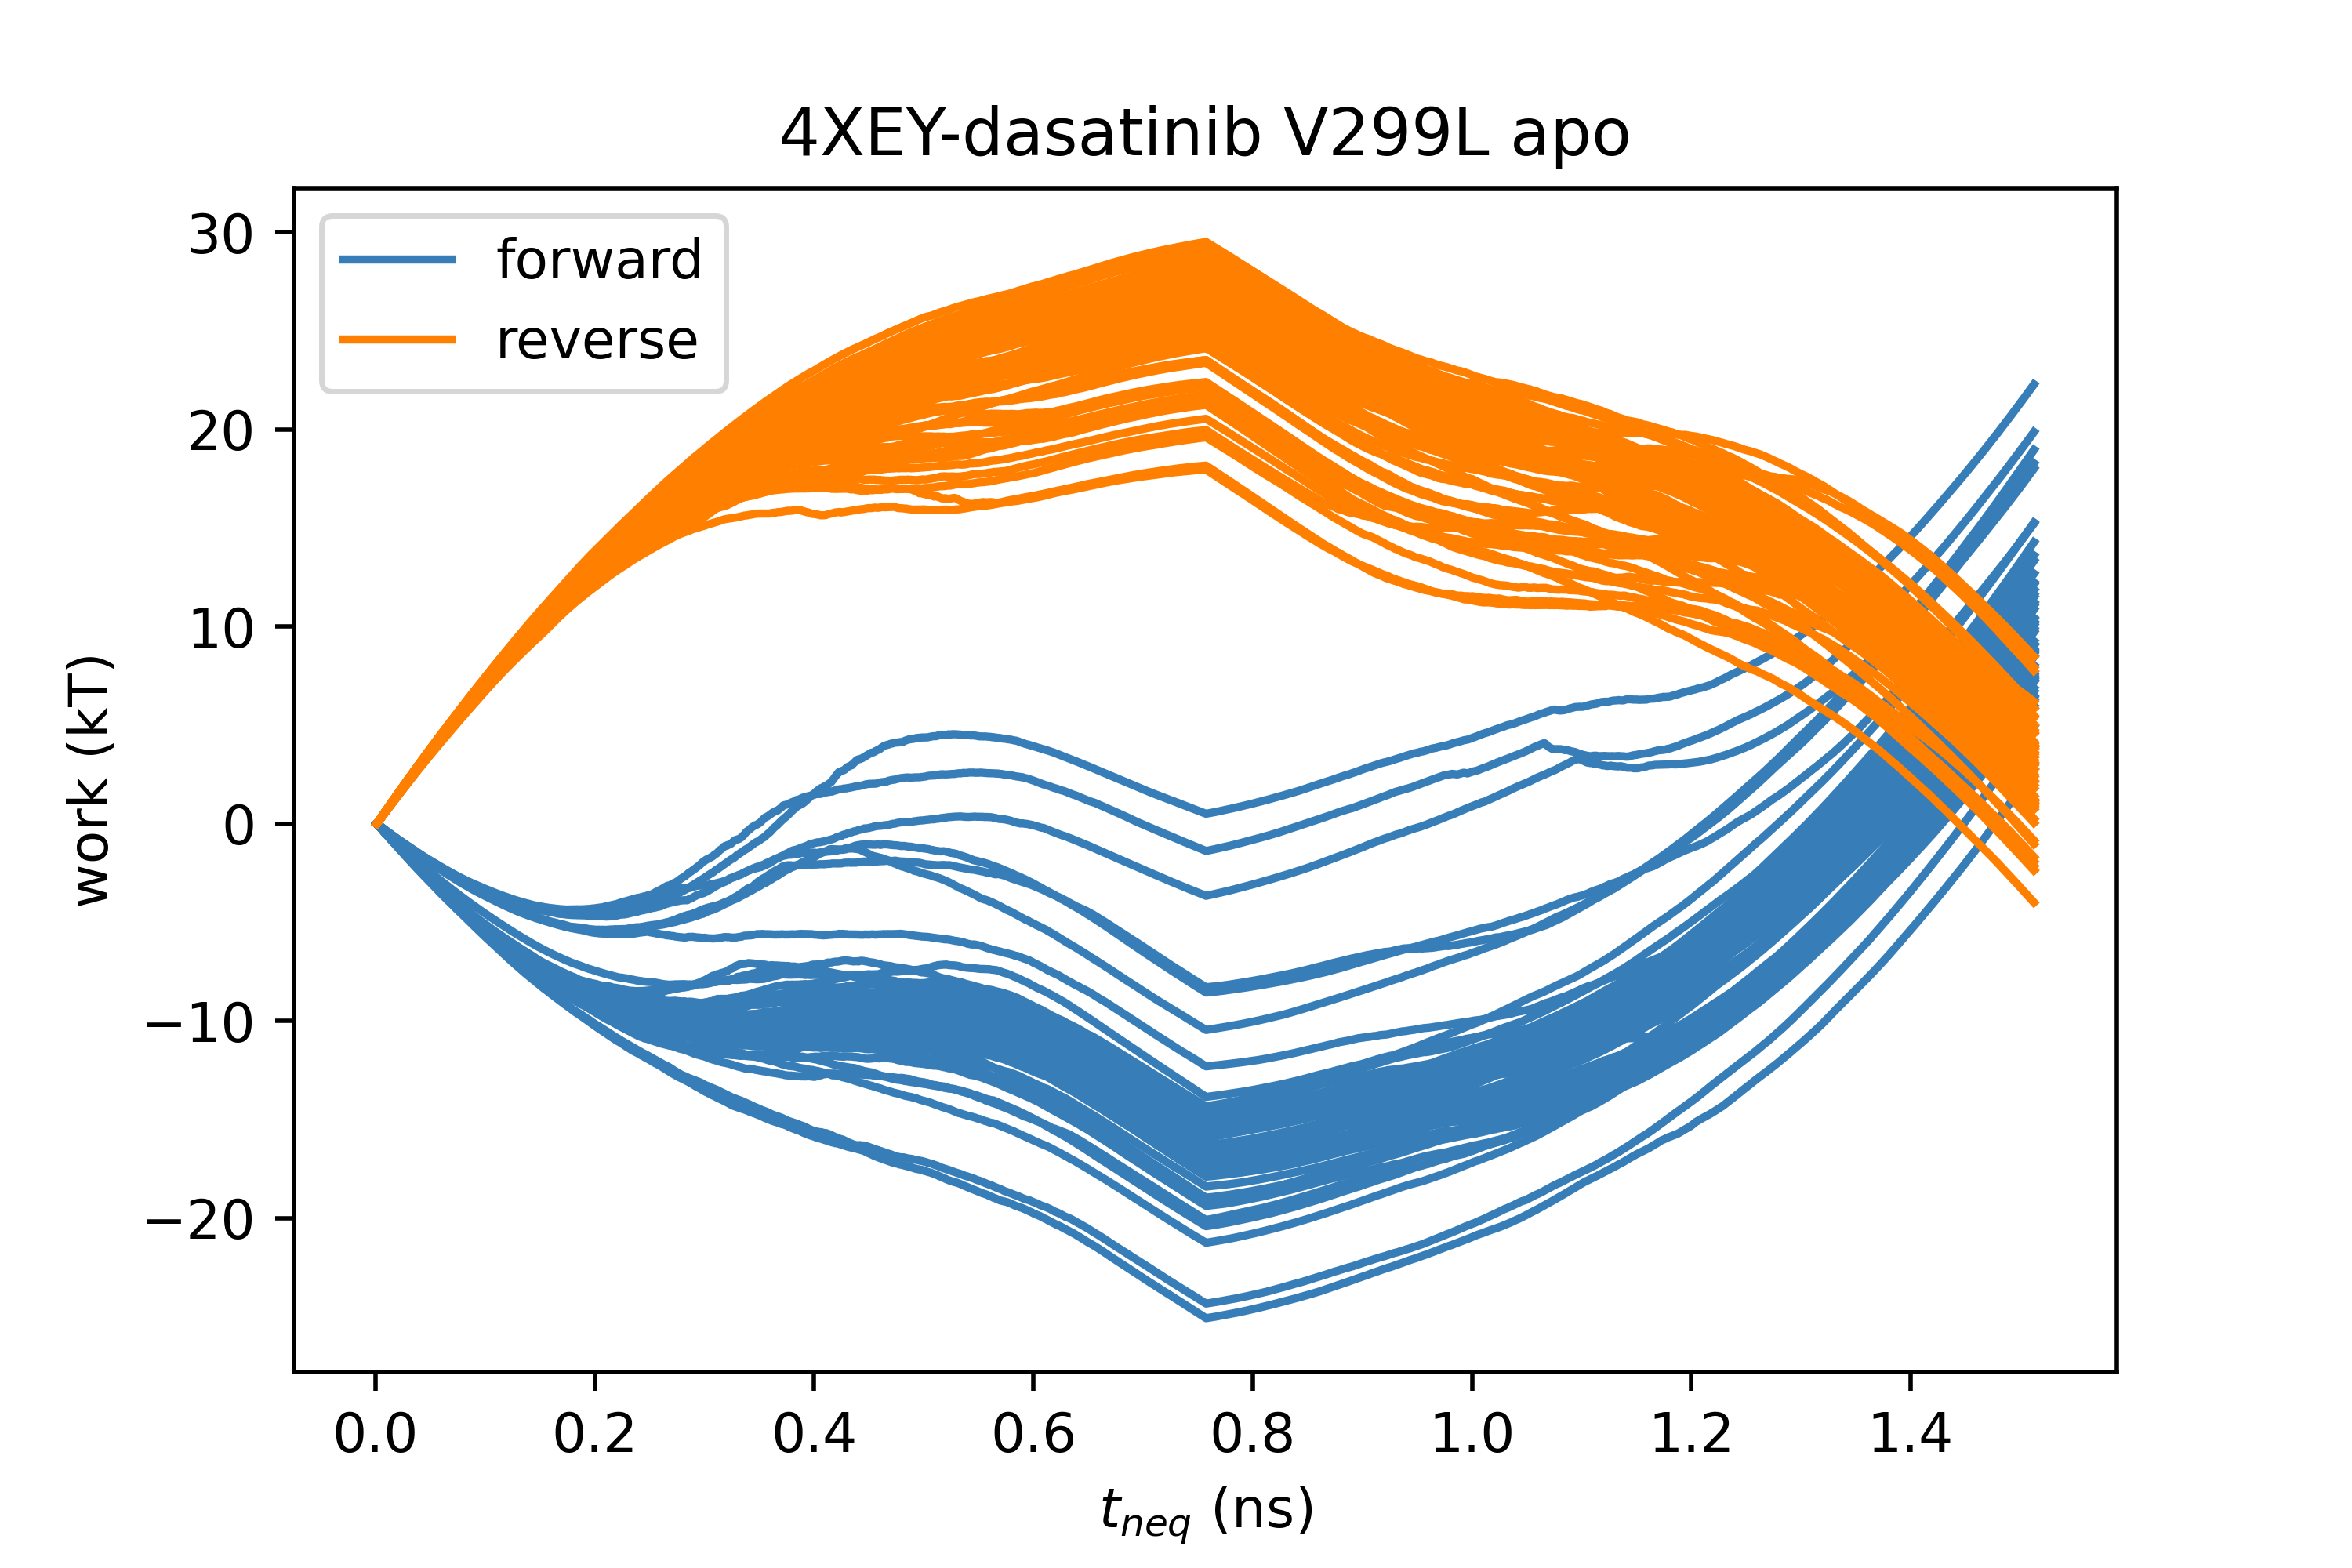 4XEY-dasatinib V299L apo
forward
reverse
30
20
10
0
−10
−20
work (kT)
0.0 0.2 0.4 0.6 0.8 1.0 1.2 1.4
t_neq (ns)